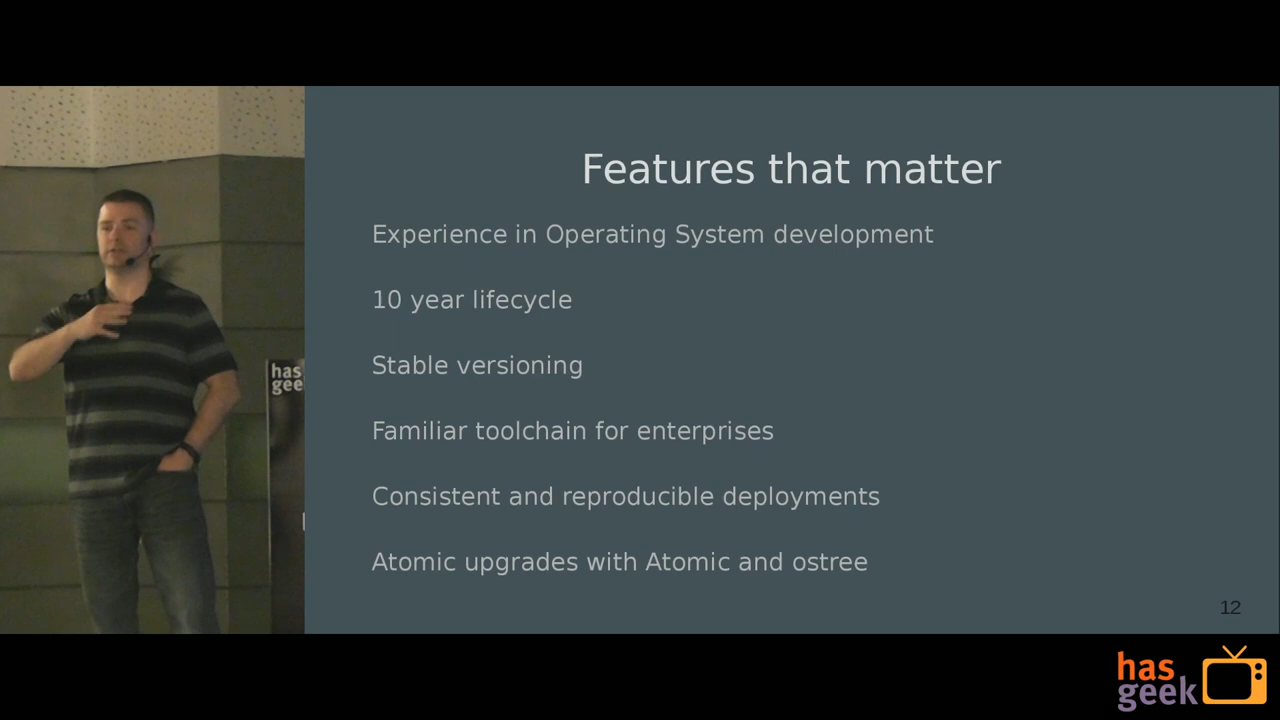 Features that matter
Experience in Operating System development
10 year lifecycle
Stable versioning
Familiar toolchain for enterprises
Consistent and reproducible deployments
Atomic upgrades with Atomic and ostree
12
has
gee
has
geek